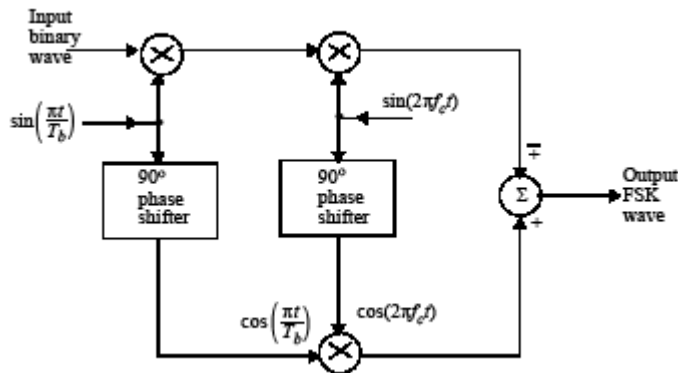 Input
binary
wave
sin(πt/T_b)
sin(2πf_c t)
90°
phase
shifter
90°
phase
shifter
∓
Σ
+
Output
FSK
wave
cos(πt/T_b)
cos(2πf_c t)